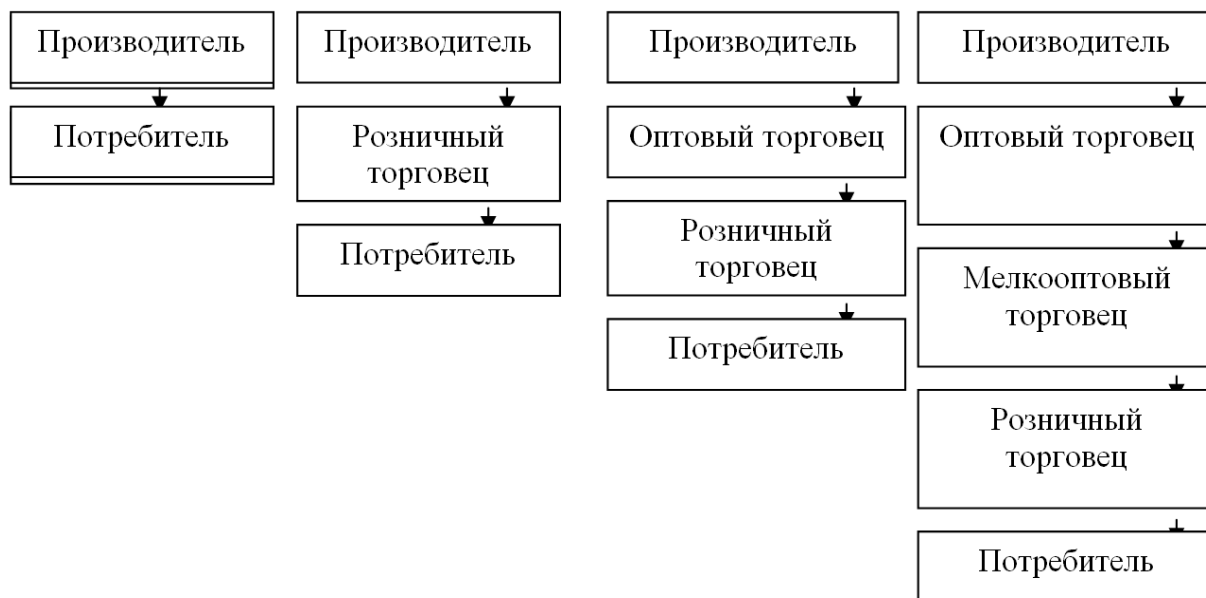 Производитель
Потребитель
Производитель
Розничный
торговец
Потребитель
Производитель
Оптовый торговец
Розничный
торговец
Потребитель
Производитель
Оптовый торговец
Мелкооптовый
торговец
Розничный
торговец
Потребитель